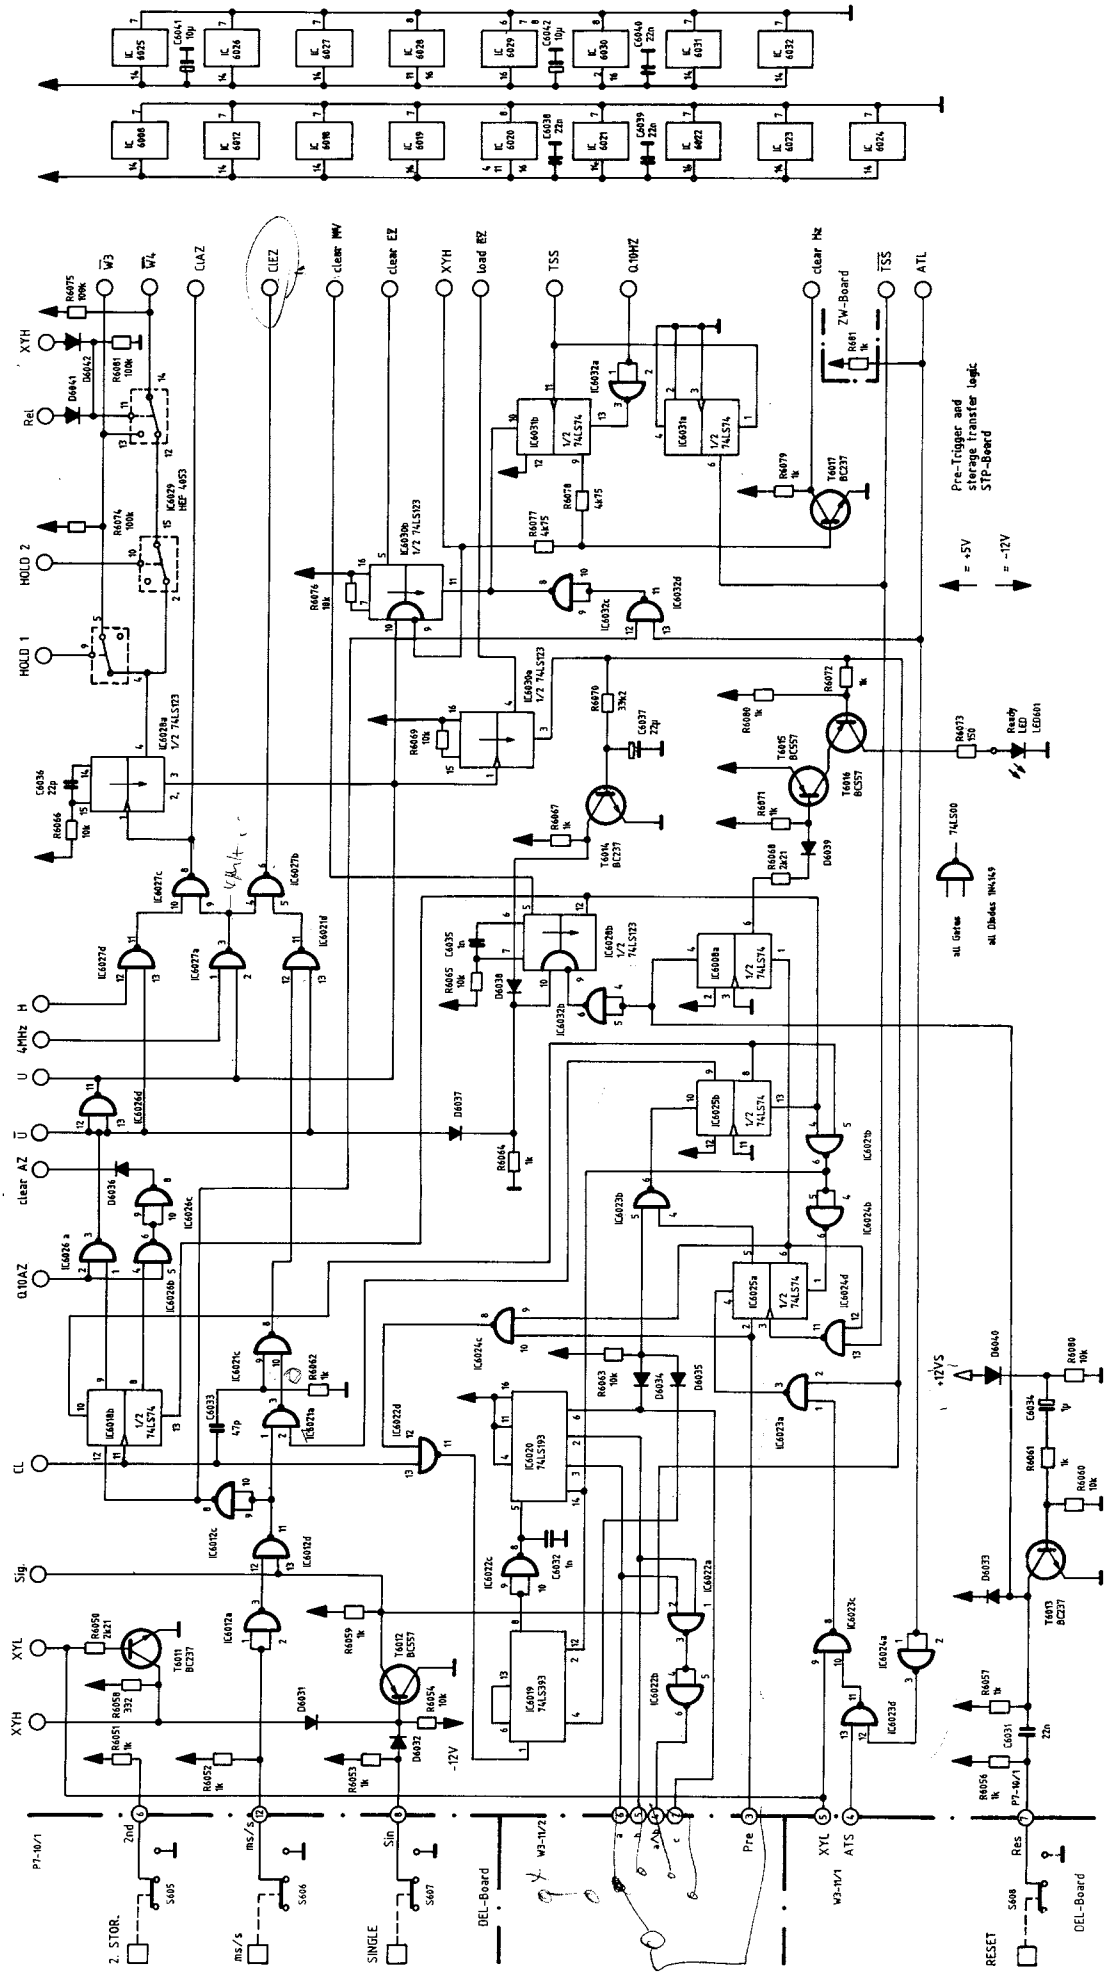 P7-10/1
2. STOR.
S605
2nd
6
ms/s
S606
ms/s
12
SINGLE
S607
Sin
8
DEL-Board
W3-11/2
a
b
a/b
c
Pre
3
XYL
5
ATS
4
W3-11/1
RESET
S608
Res
7
P7-10/1
DEL-Board
XYH
XYL
Sig.
CL
Q10AZ
clear AZ
U̅
U
4MHz
H
HOLD 1
HOLD 2
Rel
XYH
R6051
1k
R6058
332
R6050
2k21
T6011
BC237
R6052
1k
IC6012a
IC6012d
IC6012c
D6031
R6053
1k
D6032
R6054
10k
-12V
T6012
BC557
R6059
1k
IC6018b
1/2
74LS74
C6033
47p
IC6021a
IC6021c
R6062
1k
IC6026 a
IC6026b
IC6026c
D6036
IC6026d
IC6027d
IC6027a
IC6021d
IC6027c
IC6027b
R6066
10k
C6036
22p
IC6028a
1/2 74LS123
R6074
100k
IC6029
HEF 4053
D6041
D6042
R6081
100k
R6075
100k
W̅3̅
W̅4̅
CLAZ
CLEZ
clear MV
clear EZ
XYH
load EZ
TSS
Q10HZ
clear Hz
T̅S̅S̅
ATL
IC6019
74LS393
IC6022c
C6032
1n
IC6020
74LS193
IC6022d
IC6024c
IC6022a
IC6022b
R6063
10k
D6034
D6035
IC6023a
IC6023b
IC6023c
IC6023d
IC6024a
IC6024d
IC6025a
1/2
74LS74
IC6024b
IC6021b
IC6025b
1/2
74LS74
D6037
R6064
1k
D6038
R6065
10k
C6035
1n
IC6028b
1/2
74LS123
IC6032b
IC6008a
1/2
74LS74
R6067
1k
T6014
BC237
R6069
10k
IC6030a
1/2 74LS123
R6070
33k2
C6037
22µ
R6076
10k
IC6030b
1/2 74LS123
R6077
4k75
R6078
4k75
IC6032c
IC6032d
IC6031b
1/2
74LS74
IC6032a
IC6031a
1/2
74LS74
R6079
1k
T6017
BC237
R681
1k
ZW-Board
R6068
2k21
D6039
R6071
1k
T6015
BC557
T6016
BC557
R6080
1k
R6072
1k
R6073
150
Ready
LED
LED601
R6056
1k
C6031
22n
R6057
1k
D6033
T6013
BC237
R6060
10k
R6061
1k
C6034
1µ
+12VS
D6040
R6080
10k
all Gates
74LS00
all Diodes 1N4149
= +5V
= -12V
Pre-Trigger and
storage transfer logic
STP-Board
IC
6025
C6041
10µ
IC
6026
IC
6027
IC
6028
IC
6029
C6042
10µ
IC
6030
C6040
22n
IC
6031
IC
6032
IC
6008
IC
6012
IC
6018
IC
6019
IC
6020
C6038
22n
IC
6021
C6039
22n
IC
6022
IC
6023
IC
6024